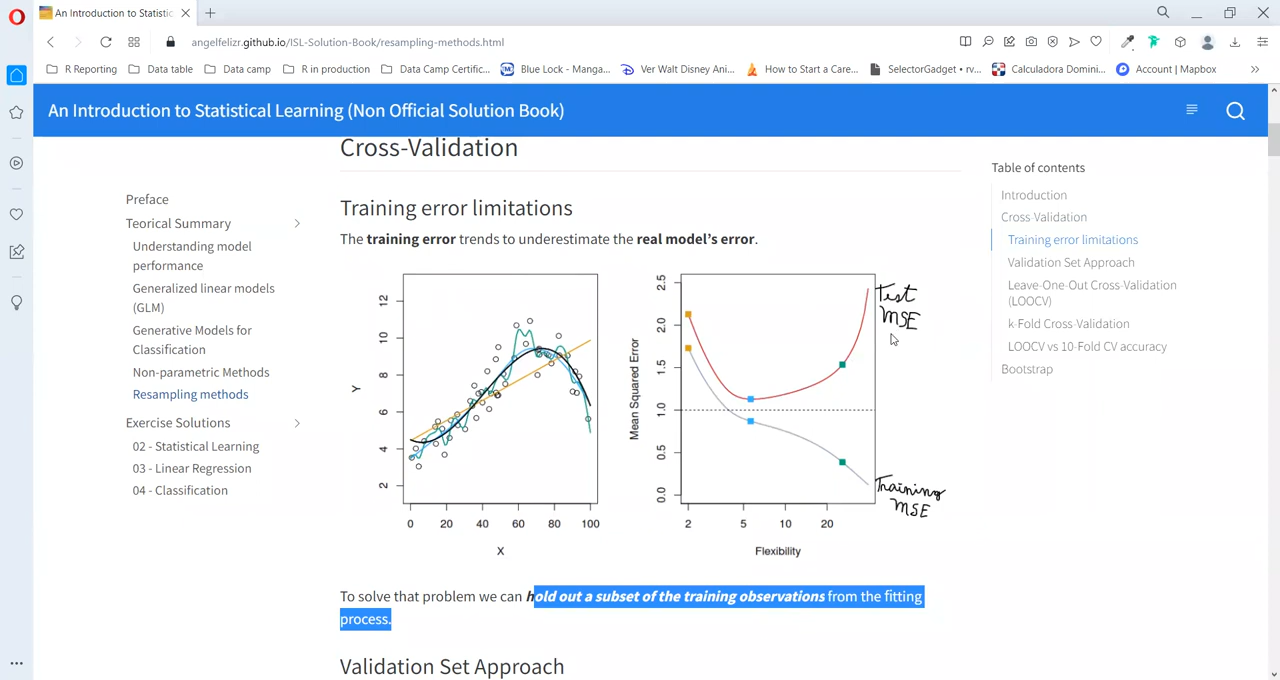 An Introduction to Statistic
angelfelizr.github.io/ISL-Solution-Book/resampling-methods.html
R Reporting
Data table
Data camp
R in production
Data Camp Certific...
Blue Lock - Manga...
Ver Walt Disney Ani...
How to Start a Care...
SelectorGadget • rv...
Calculadora Domini...
Account | Mapbox
An Introduction to Statistical Learning (Non Official Solution Book)
Preface
Teorical Summary
Understanding model
performance
Generalized linear models
(GLM)
Generative Models for
Classification
Non-parametric Methods
Resampling methods
Exercise Solutions
02 - Statistical Learning
03 - Linear Regression
04 - Classification
Cross-Validation
Training error limitations
The training error trends to underestimate the real model's error.
12
10
8
6
4
2
Y
0 20 40 60 80 100
X
2.5
2.0
1.5
1.0
0.5
0.0
Mean Squared Error
2 5 10 20
Flexibility
Test
MSE
Training
MSE
To solve that problem we can hold out a subset of the training observations from the fitting
process.
Validation Set Approach
Table of contents
Introduction
Cross-Validation
Training error limitations
Validation Set Approach
Leave-One-Out Cross-Validation
(LOOCV)
k-Fold Cross-Validation
LOOCV vs 10-Fold CV accuracy
Bootstrap